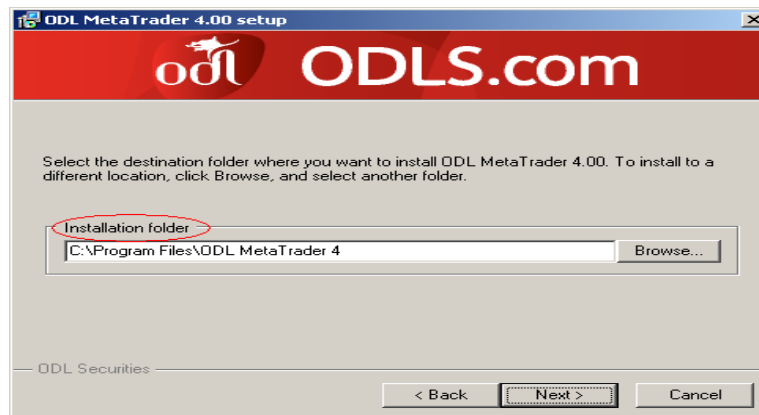 ODL MetaTrader 4.00 setup
odl ODLS.com
Select the destination folder where you want to install ODL MetaTrader 4.00. To install to a
different location, click Browse, and select another folder.
Installation folder
C:\Program Files\ODL MetaTrader 4 Browse...
ODL Securities
< Back Next > Cancel